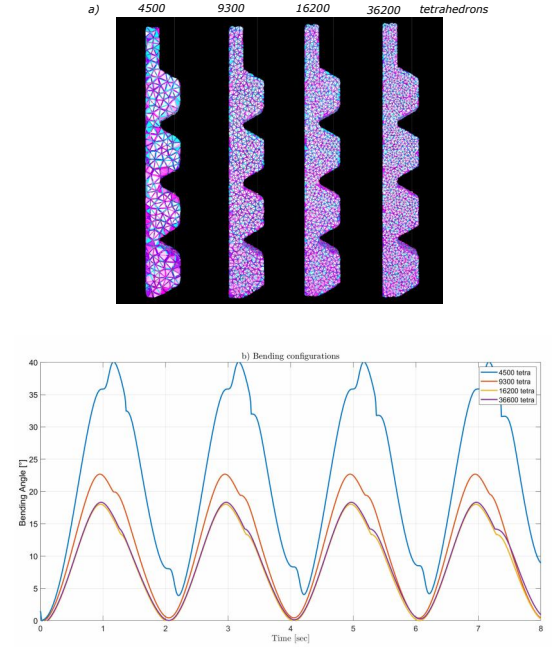 a) 4500 9300 16200 36200 tetrahedrons
b) Bending configurations
40
35
30
25
20
15
10
5
0
Bending Angle [°]
4500 tetra
9300 tetra
16200 tetra
36600 tetra
0 1 2 3 4 5 6 7 8
Time [sec]